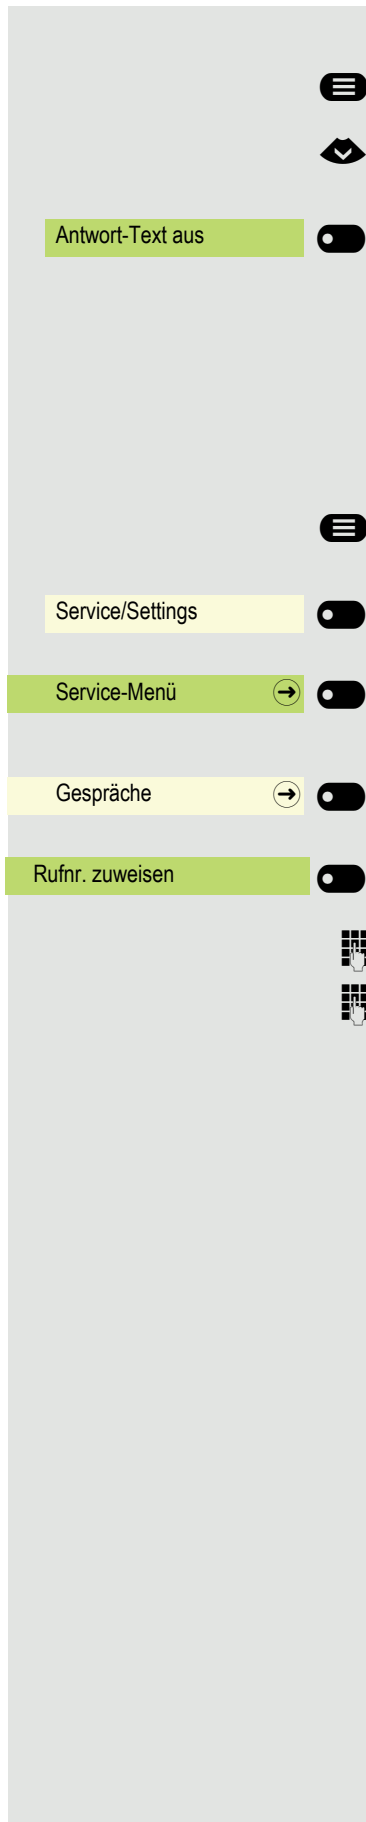 Antwort-Text aus
Service/Settings
Service-Menü
Gespräche
Rufnr. zuweisen